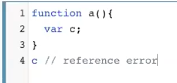 1 function a(){
2   var c;
3 }
4 c // reference error